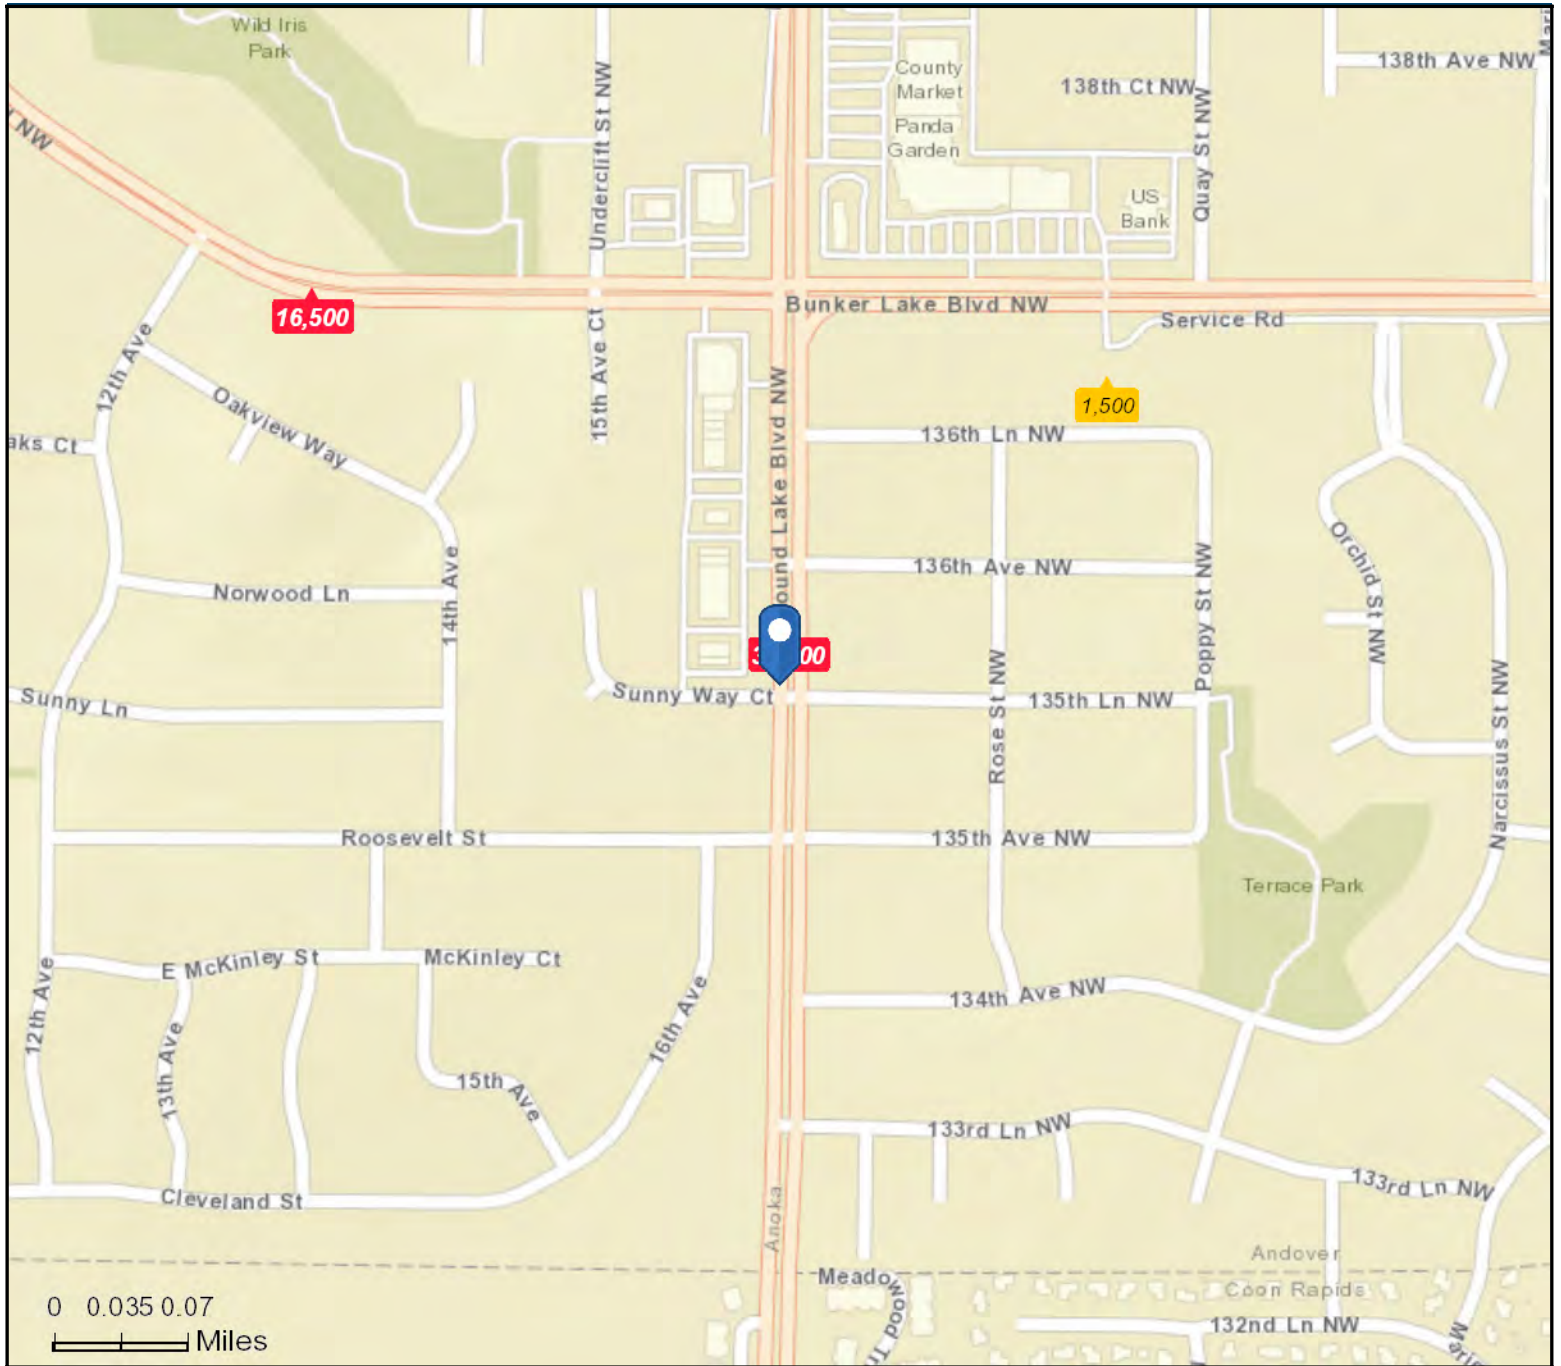 Wild Iris
Park
NW
Underclift St NW
County
Market
Panda
Garden
138th Ct NW
138th Ave NW
Quay St NW
US
Bank
16,500
Bunker Lake Blvd NW
Service Rd
12th Ave
Oakview Way
15th Ave Ct
1,500
136th Ln NW
aks Ct
ound Lake Blvd NW
Orchid St NW
14th Ave
136th Ave NW
Norwood Ln
Poppy St NW
Sunny Ln
Sunny Way Ct
Rose St NW
135th Ln NW
Narcissus St NW
Roosevelt St
135th Ave NW
Terrace Park
E McKinley St
McKinley Ct
12th Ave
13th Ave
16th Ave
134th Ave NW
15th Ave
133rd Ln NW
133rd Ln NW
Cleveland St
Anoka
Andover
Coon Rapids
Meadowood Tr
132nd Ln NW
Mari
0 0.035 0.07
Miles